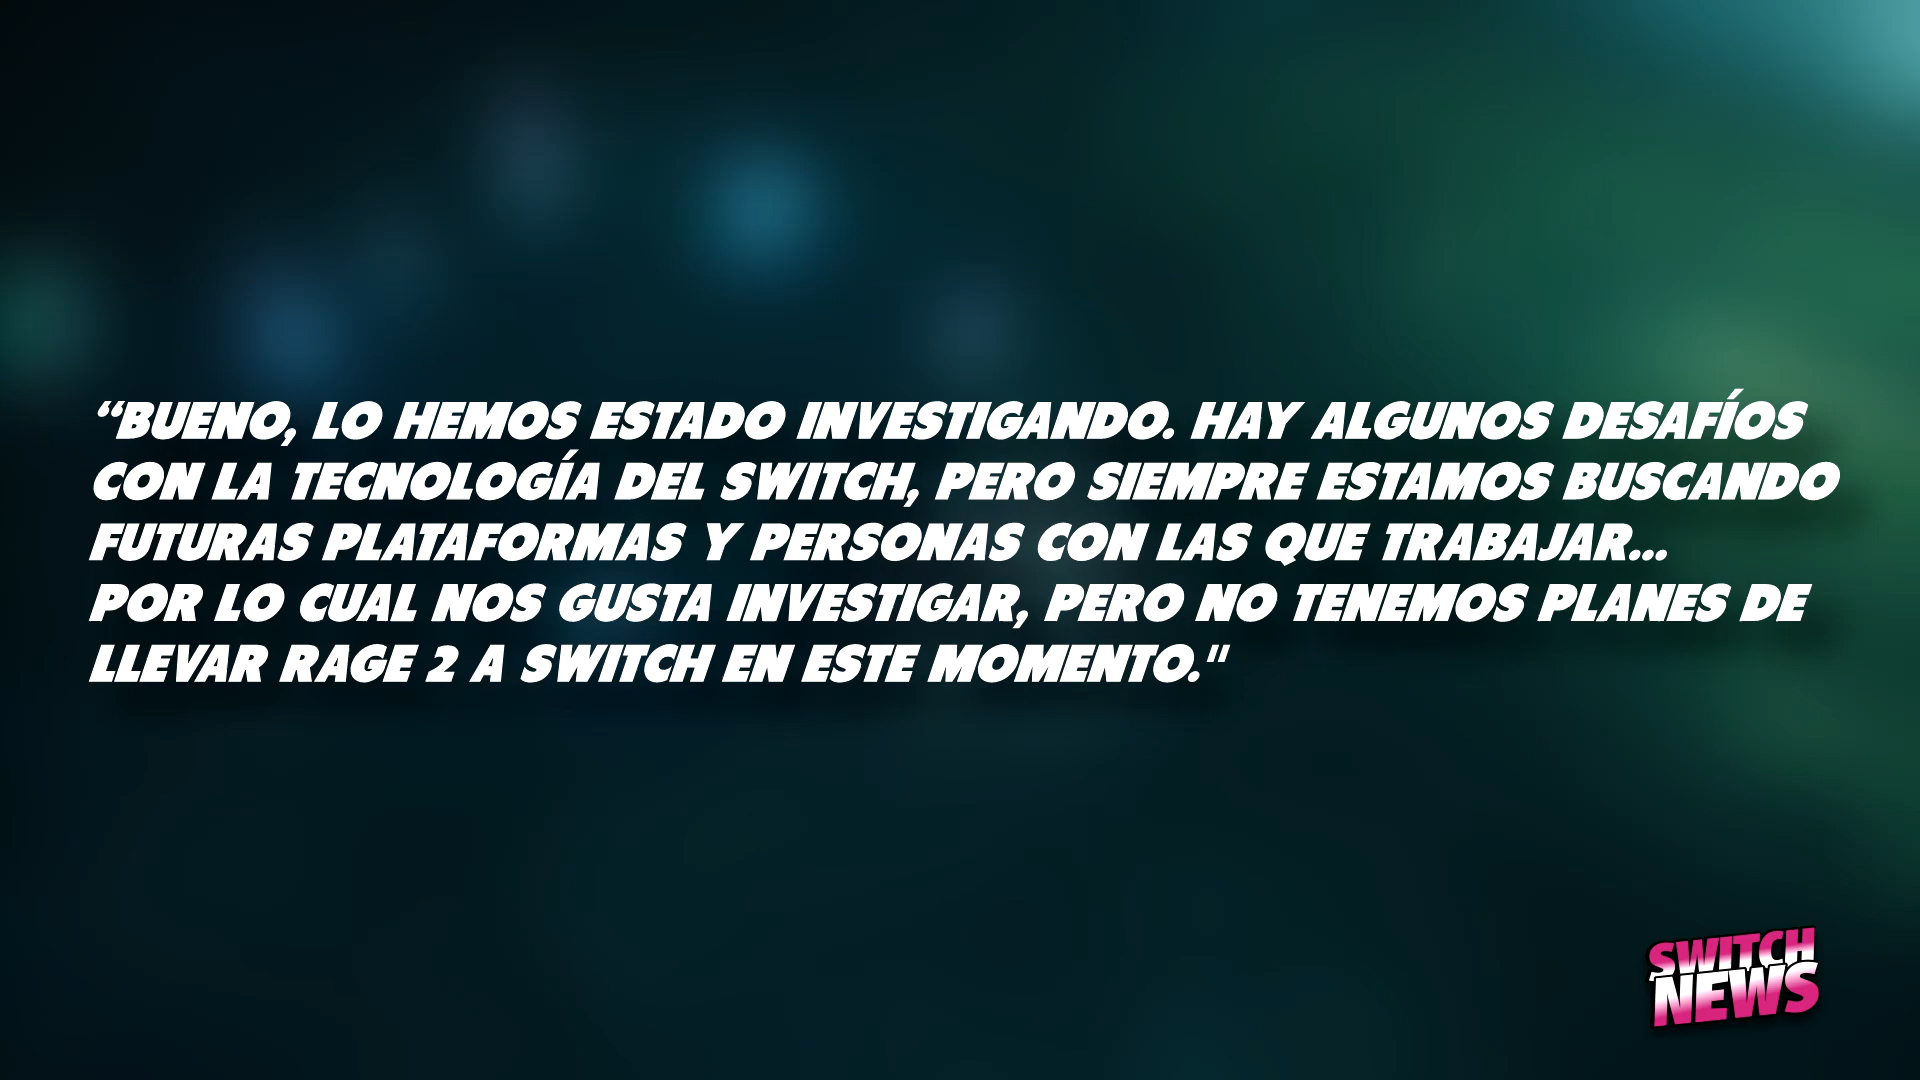 “BUENO, LO HEMOS ESTADO INVESTIGANDO. HAY ALGUNOS DESAFÍOS
CON LA TECNOLOGÍA DEL SWITCH, PERO SIEMPRE ESTAMOS BUSCANDO
FUTURAS PLATAFORMAS Y PERSONAS CON LAS QUE TRABAJAR...
POR LO CUAL NOS GUSTA INVESTIGAR, PERO NO TENEMOS PLANES DE
LLEVAR RAGE 2 A SWITCH EN ESTE MOMENTO."
SWITCH
NEWS